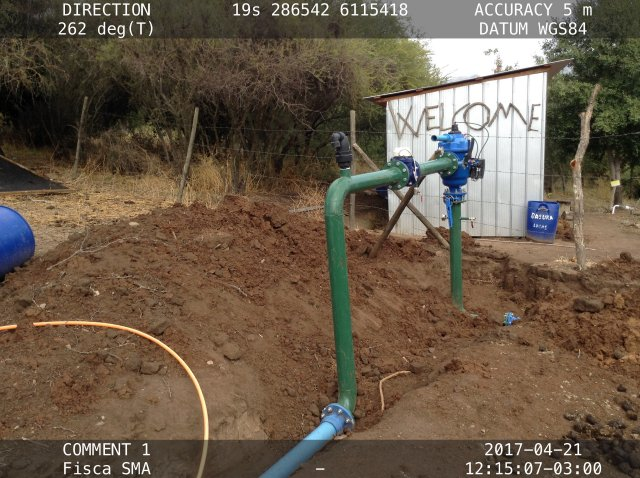 DIRECTION
262 deg(T)
19s 286542 6115418
ACCURACY 5 m
DATUM WGS84
WELCOME
BASURA
COMMENT 1
Fisca SMA
2017-04-21
12:15:07-03:00